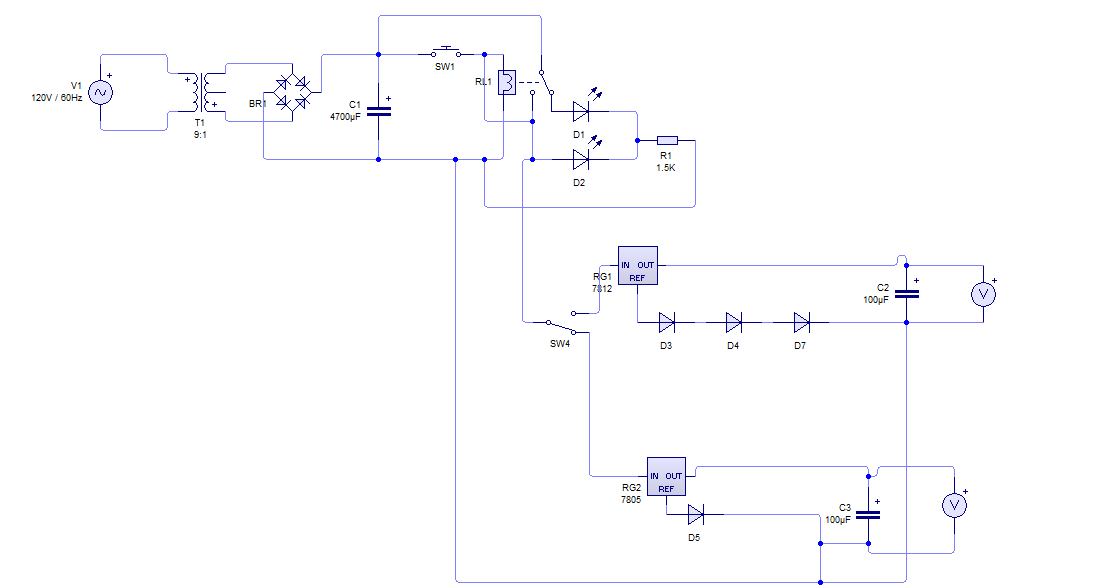 V1
120V / 60Hz
T1
9:1
BR1
C1
4700µF
SW1
RL1
D1
D2
R1
1.5K
IN OUT
REF
RG1
7812
C2
100µF
V
D3
D4
D7
SW4
IN OUT
REF
RG2
7805
D5
C3
100µF
V